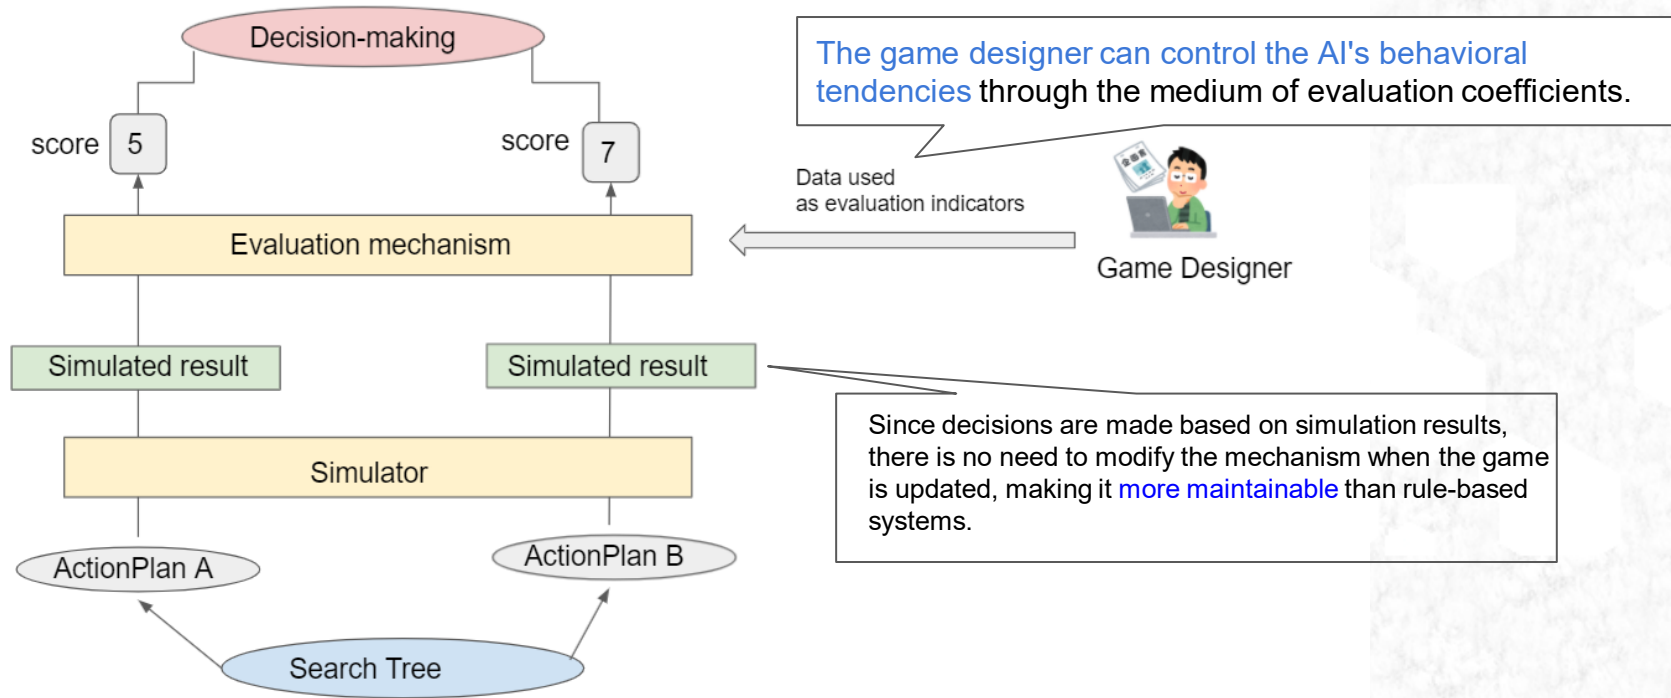 Decision-making
The game designer can control the AI's behavioral
tendencies through the medium of evaluation coefficients.
score 5
score 7
企画書
Data used
as evaluation indicators
Evaluation mechanism
Game Designer
Simulated result
Simulated result
Since decisions are made based on simulation results,
there is no need to modify the mechanism when the game
is updated, making it more maintainable than rule-based
systems.
Simulator
ActionPlan A
ActionPlan B
Search Tree